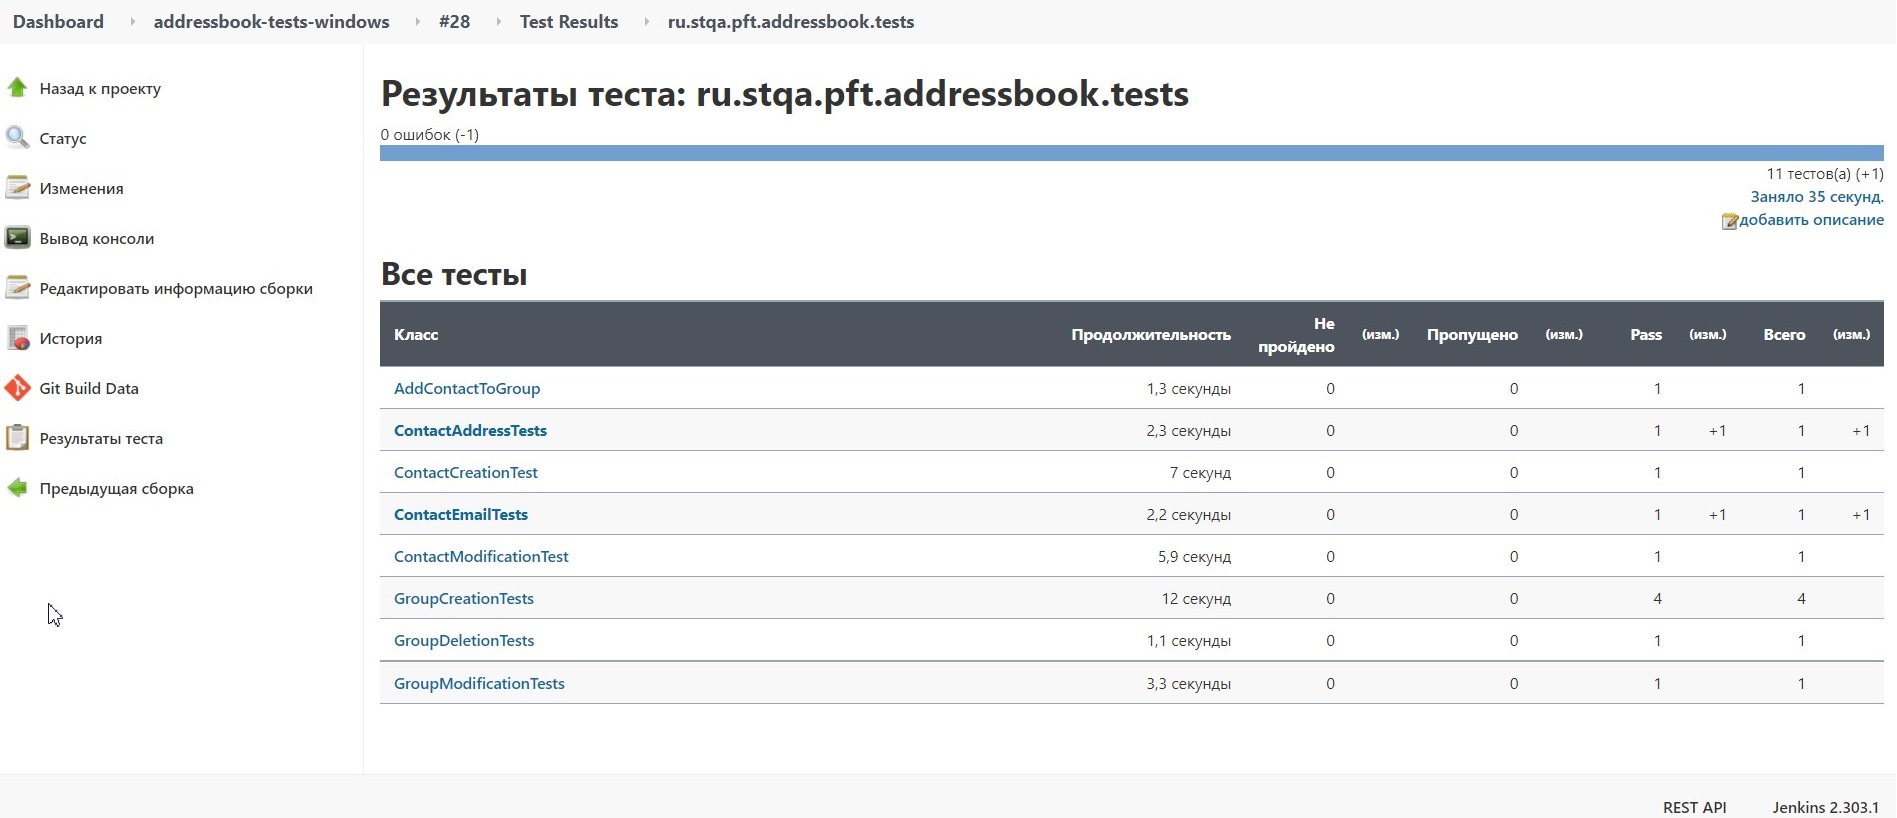 Dashboard addressbook-tests-windows #28 Test Results ru.stqa.pft.addressbook.tests
Назад к проекту
Статус
Изменения
Вывод консоли
Редактировать информацию сборки
История
Git Build Data
Результаты теста
Предыдущая сборка
Результаты теста: ru.stqa.pft.addressbook.tests
0 ошибок (-1)
11 тестов(а) (+1)
Заняло 35 секунд.
добавить описание
Все тесты
Класс Продолжительность Не пройдено (изм.) Пропущено (изм.) Pass (изм.) Всего (изм.)
AddContactToGroup 1,3 секунды 0 0 1 1
ContactAddressTests 2,3 секунды 0 0 1 +1 1 +1
ContactCreationTest 7 секунд 0 0 1 1
ContactEmailTests 2,2 секунды 0 0 1 +1 1 +1
ContactModificationTest 5,9 секунд 0 0 1 1
GroupCreationTests 12 секунд 0 0 4 4
GroupDeletionTests 1,1 секунды 0 0 1 1
GroupModificationTests 3,3 секунды 0 0 1 1
REST API Jenkins 2.303.1